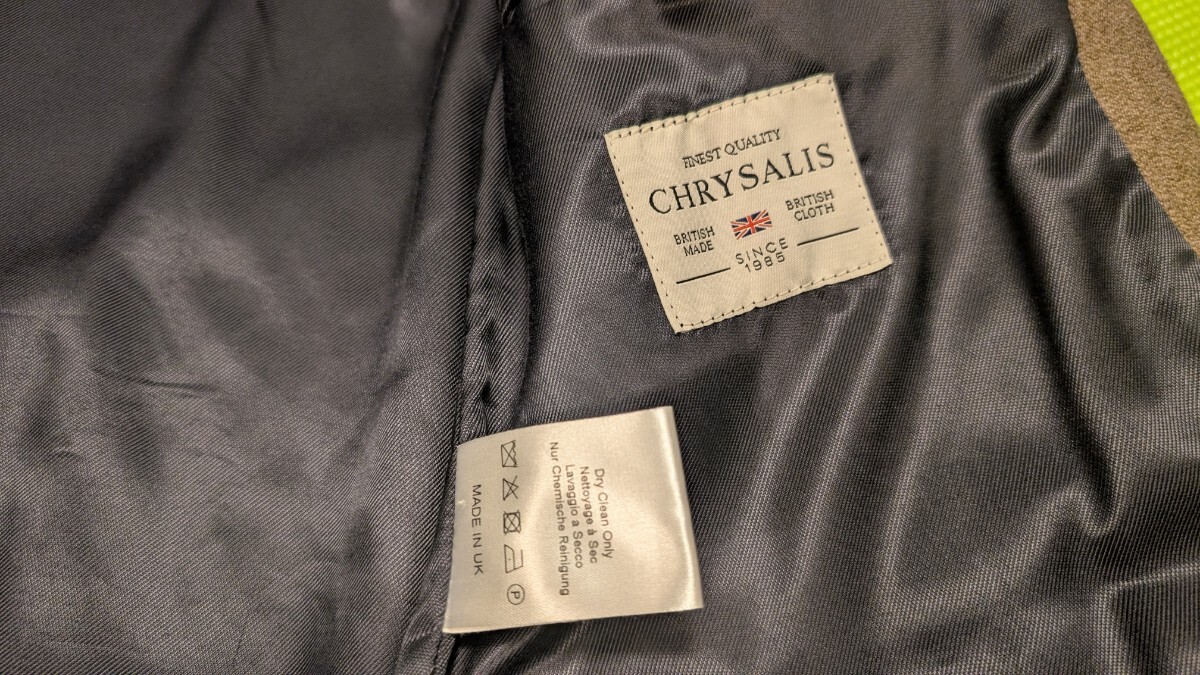 FINEST QUALITY
CHRYSALIS
BRITISH
MADE
BRITISH
CLOTH
SINCE
1985
Dry Clean Only
Nettoyage à Sec
Lavaggio a Secco
Nur Chemische Reinigung
P
MADE IN UK